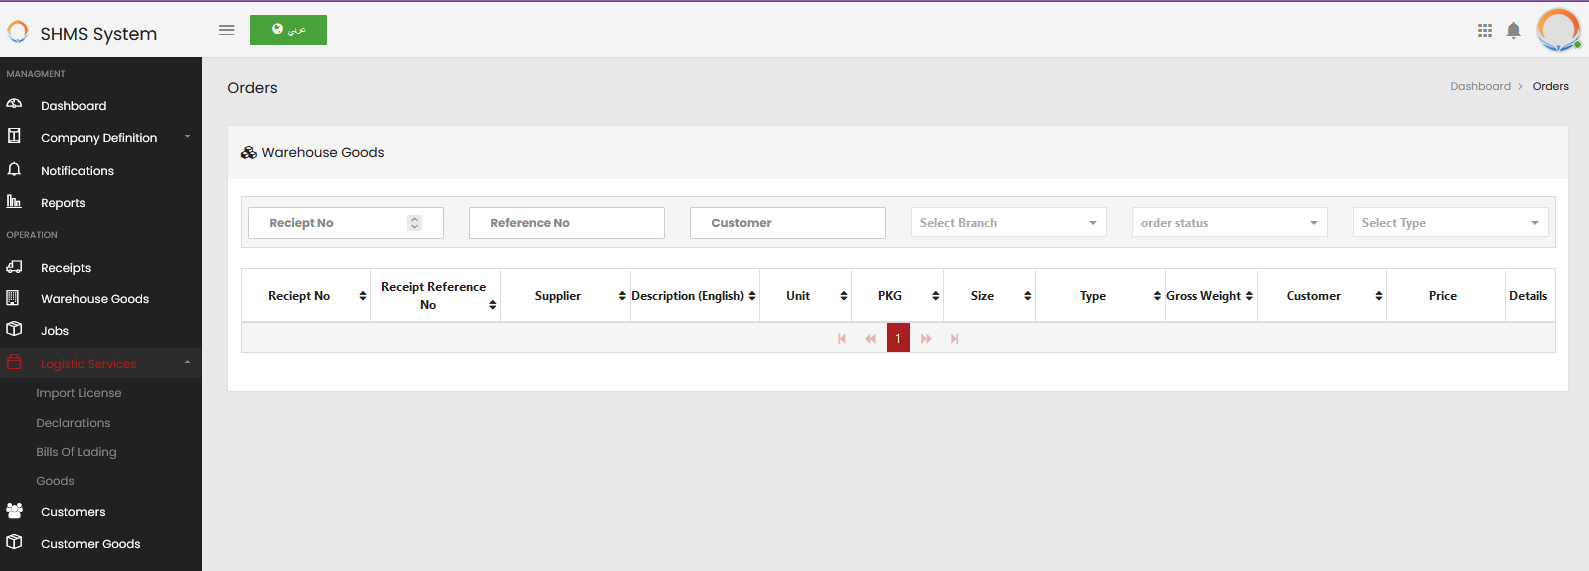 SHMS System
عربي
MANAGMENT
Dashboard
Company Definition
Notifications
Reports
OPERATION
Receipts
Warehouse Goods
Jobs
Logistic Services
Import License
Declarations
Bills Of Lading
Goods
Customers
Customer Goods
Orders
Dashboard > Orders
Warehouse Goods
Reciept No
Reference No
Customer
Select Branch
order status
Select Type
Reciept No
Receipt Reference
No
Supplier
Description (English)
Unit
PKG
Size
Type
Gross Weight
Customer
Price
Details
1